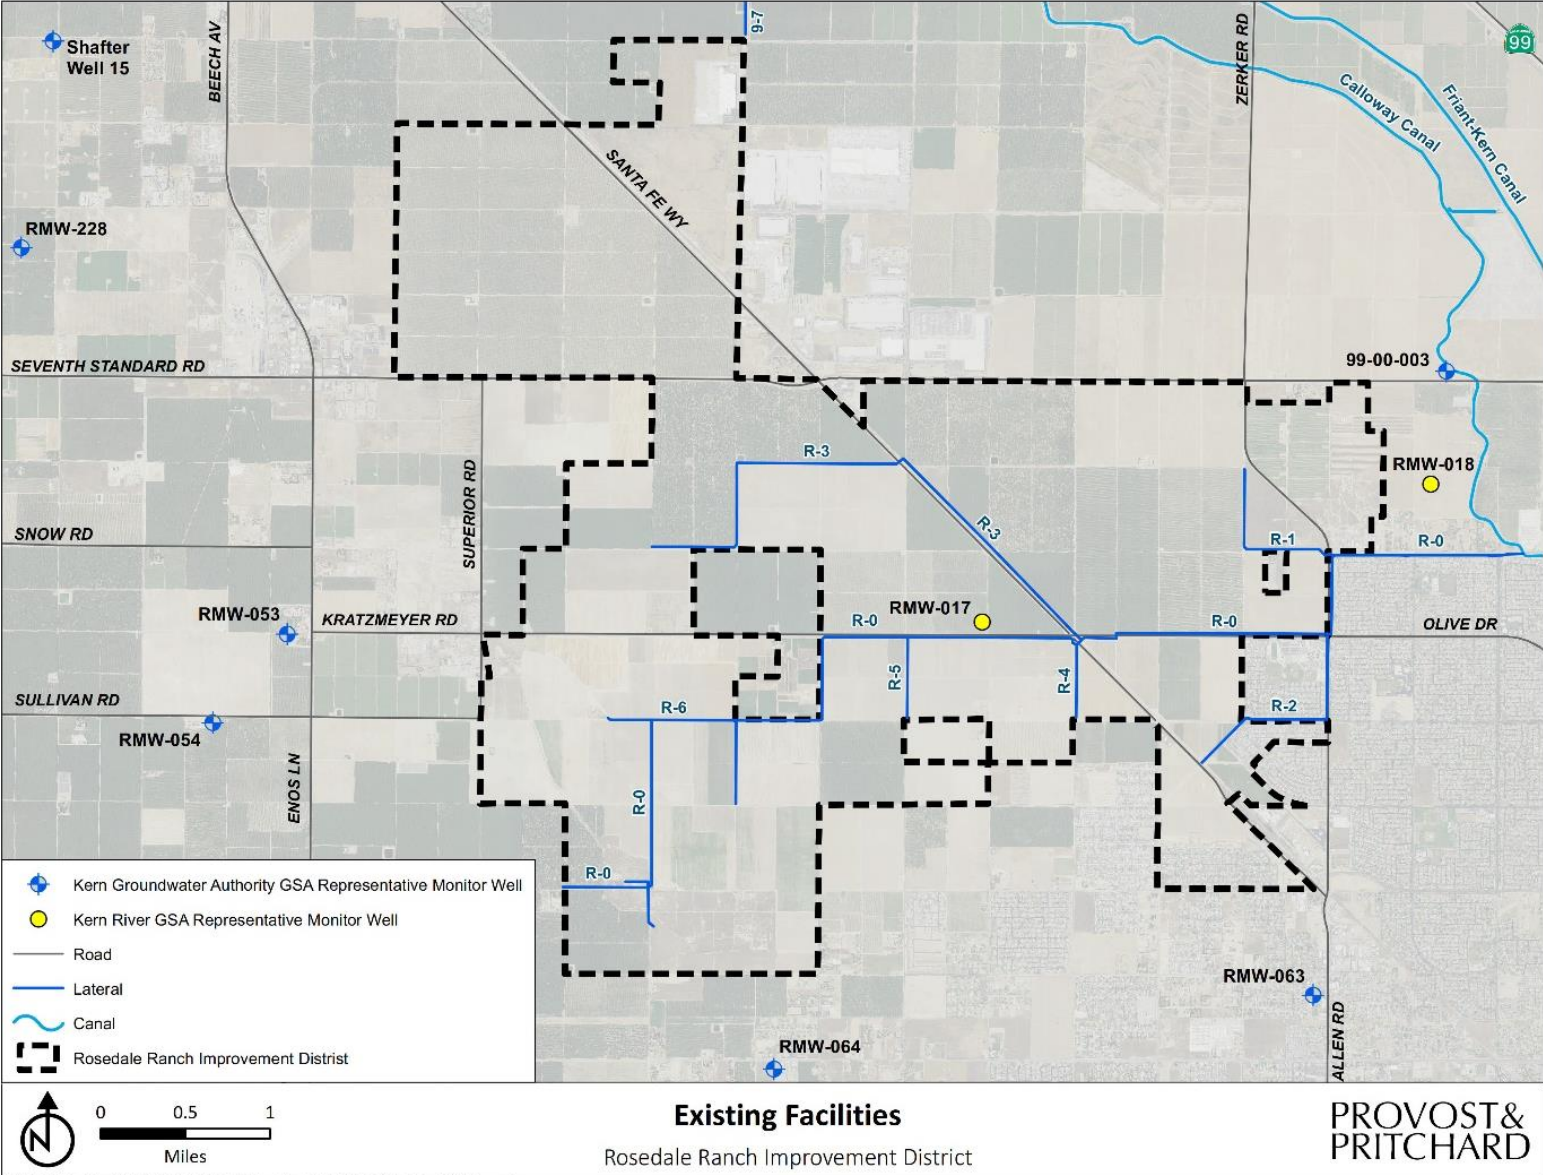 9-7
99
Shafter
Well 15
BEECH AV
ZERKER RD
Calloway Canal
Friant-Kern Canal
SANTA FE WY
RMW-228
SEVENTH STANDARD RD
99-00-003
R-3
SUPERIOR RD
RMW-018
SNOW RD
R-3
R-1
R-0
RMW-053
KRATZMEYER RD
R-0
RMW-017
R-0
OLIVE DR
SULLIVAN RD
R-6
R-5
R-4
R-2
RMW-054
ENOS LN
R-0
R-0
Kern Groundwater Authority GSA Representative Monitor Well
Kern River GSA Representative Monitor Well
Road
Lateral
Canal
Rosedale Ranch Improvement District
RMW-063
RMW-064
ALLEN RD
N
0 0.5 1
Miles
Existing Facilities
Rosedale Ranch Improvement District
PROVOST&
PRITCHARD